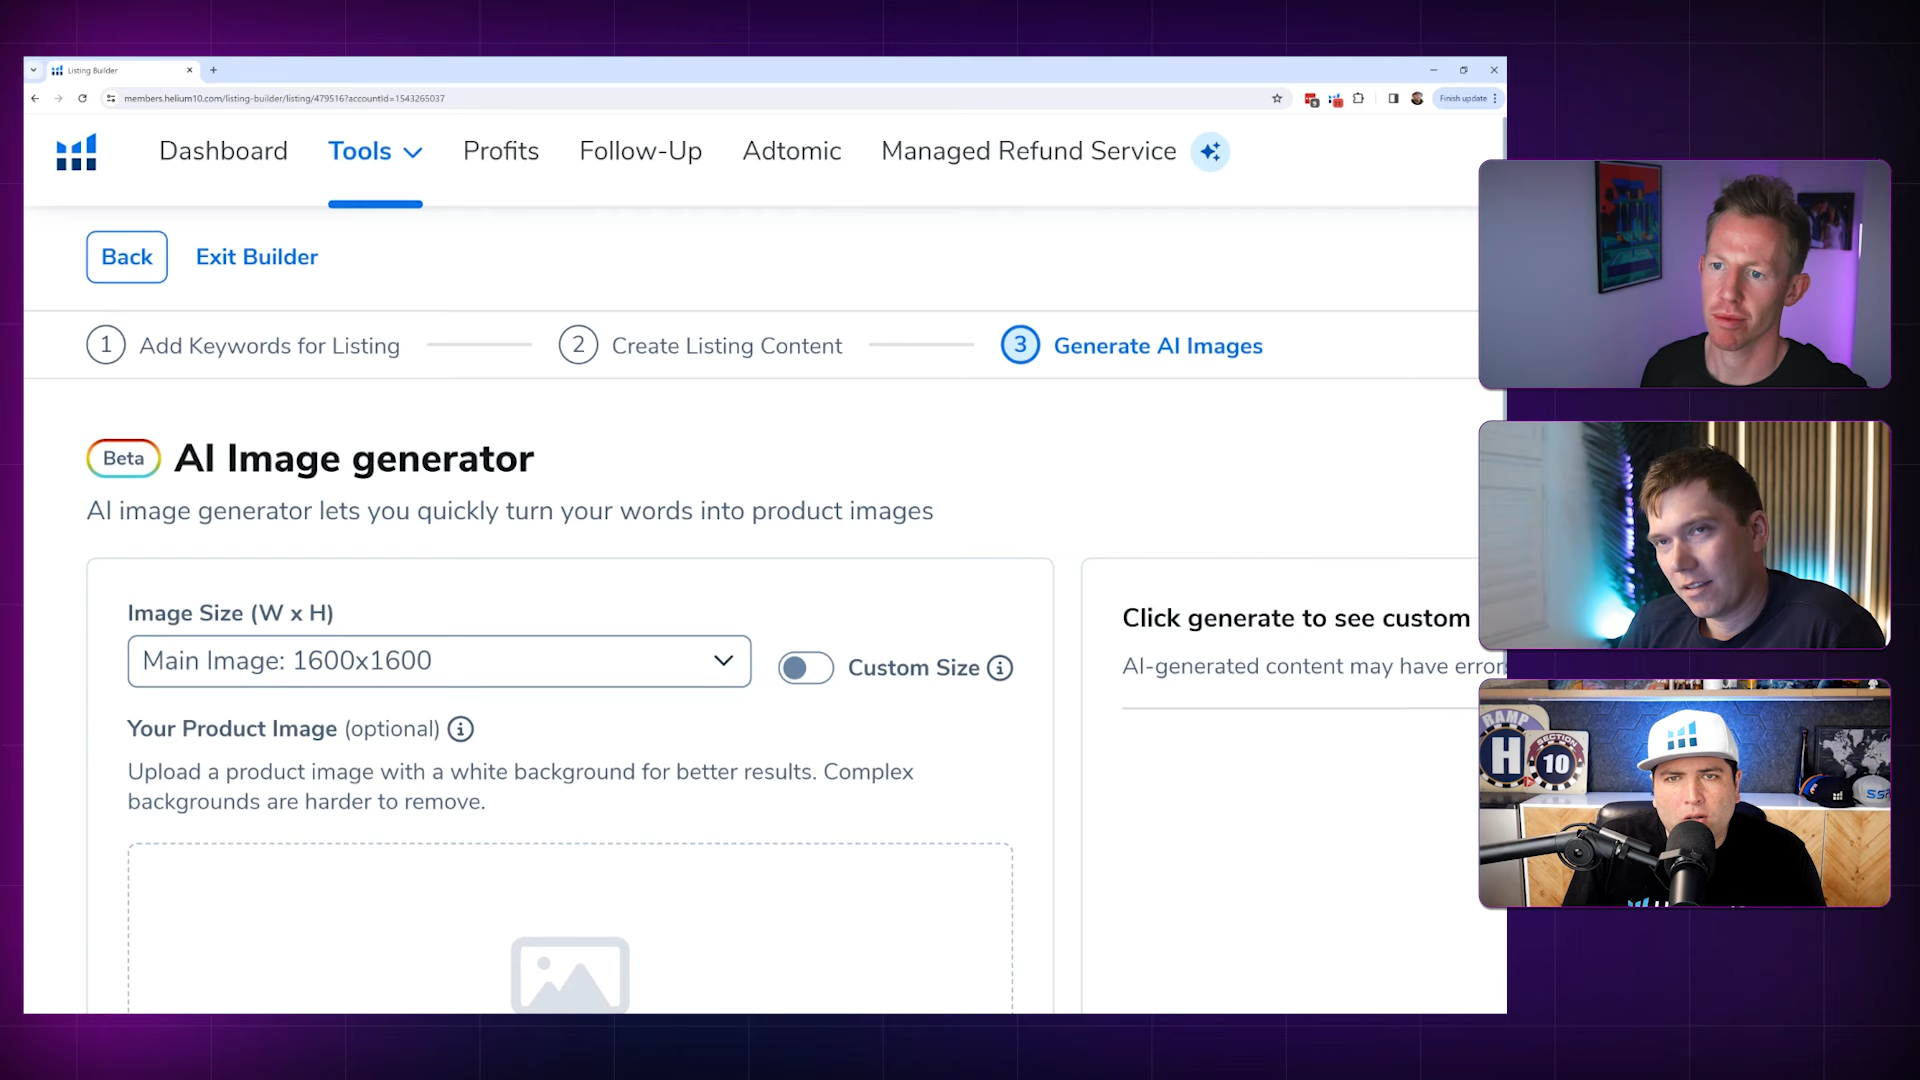 Listing Builder
members.helium10.com/listing-builder/listing/479516?accountId=1543265037
Finish update
Dashboard
Tools
Profits
Follow-Up
Adtomic
Managed Refund Service
Back
Exit Builder
1 Add Keywords for Listing
2 Create Listing Content
3 Generate AI Images
Beta
AI Image generator
AI image generator lets you quickly turn your words into product images
Image Size (W x H)
Main Image: 1600x1600
Custom Size
Your Product Image (optional)
Upload a product image with a white background for better results. Complex
backgrounds are harder to remove.
Click generate to see custom
AI-generated content may have errors
RAMP
H
SECTION
10